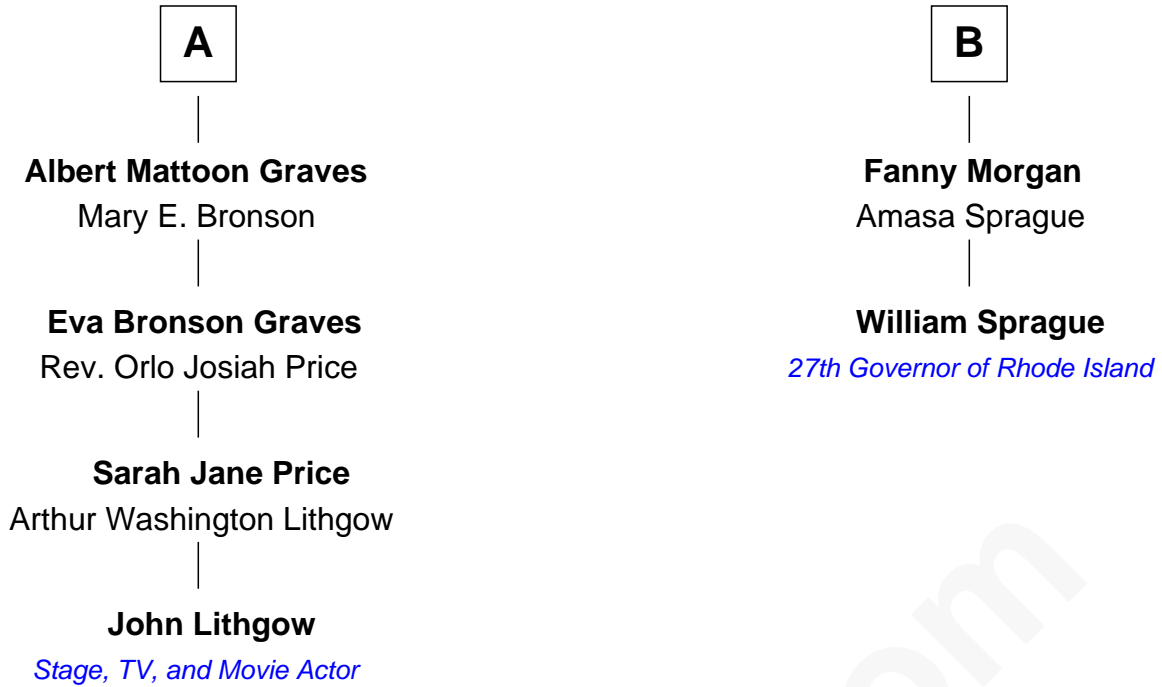 A
Albert Mattoon Graves
Mary E. Bronson
Eva Bronson Graves
Rev. Orlo Josiah Price
Sarah Jane Price
Arthur Washington Lithgow
John Lithgow
Stage, TV, and Movie Actor
B
Fanny Morgan
Amasa Sprague
William Sprague
27th Governor of Rhode Island
om